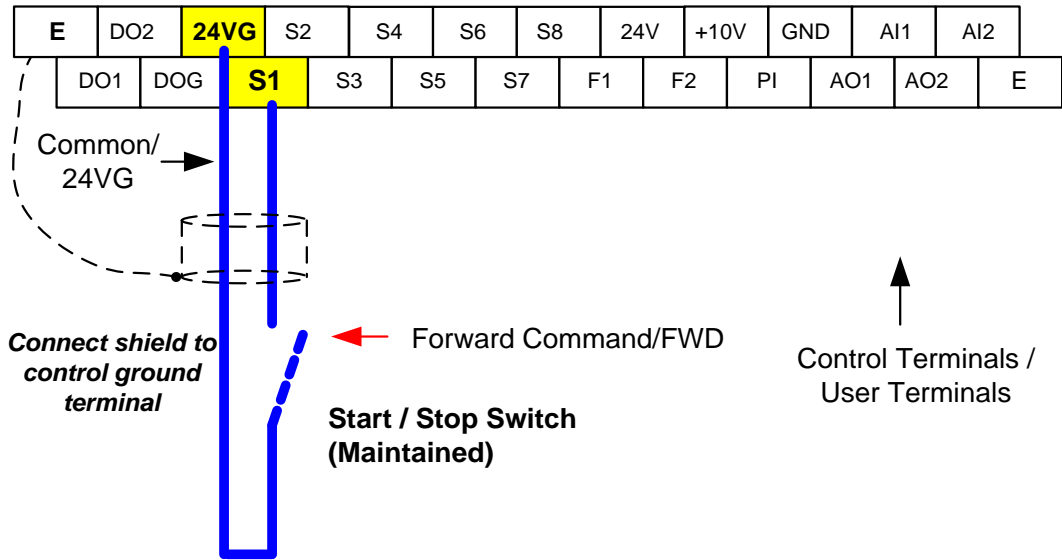 E DO2 24VG S2 S4 S6 S8 24V +10V GND AI1 AI2
DO1 DOG S1 S3 S5 S7 F1 F2 PI AO1 AO2 E
Common/
24VG
Connect shield to
control ground
terminal
Forward Command/FWD
Start / Stop Switch
(Maintained)
Control Terminals /
User Terminals